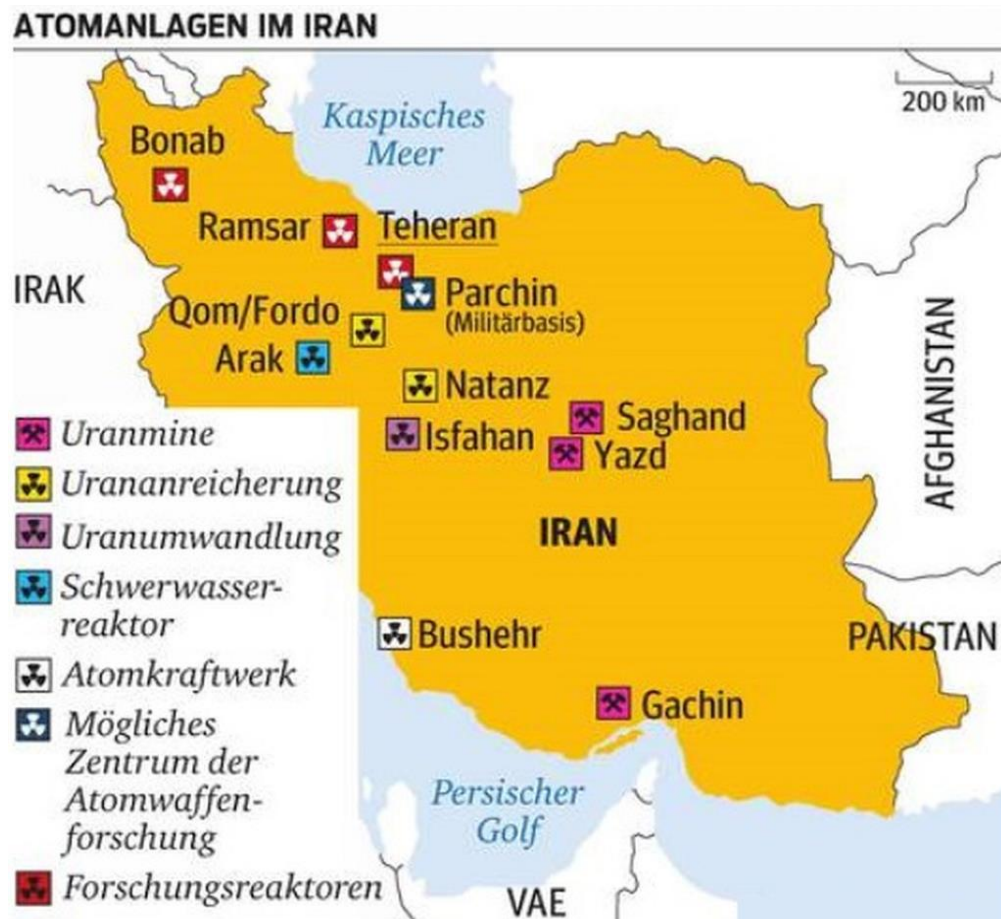 ATOMANLAGEN IM IRAN
200 km
Kaspisches
Meer
Bonab
Ramsar
Teheran
IRAK
Parchin
(Militärbasis)
Qom/Fordo
Arak
Natanz
Saghand
Isfahan
Yazd
AFGHANISTAN
IRAN
Bushehr
PAKISTAN
Gachin
Persischer
Golf
VAE
Uranmine
Urananreicherung
Uranumwandlung
Schwerwasser-
reaktor
Atomkraftwerk
Mögliches
Zentrum der
Atomwaffen-
forschung
Forschungsreaktoren